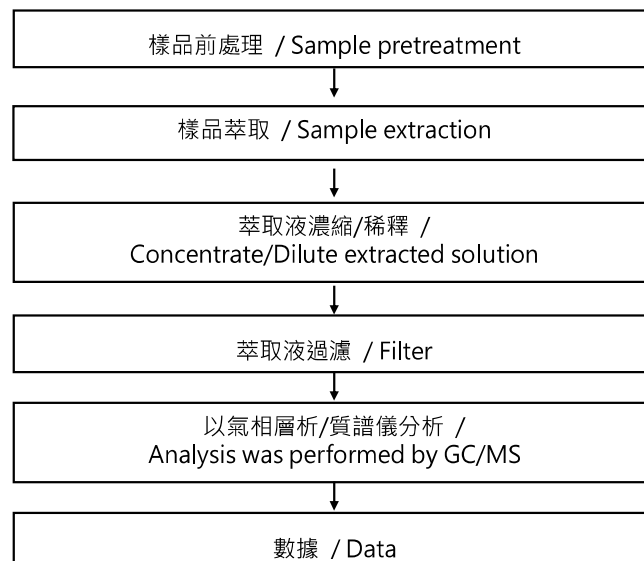 樣品前處理 / Sample pretreatment
樣品萃取 / Sample extraction
萃取液濃縮/稀釋 /
Concentrate/Dilute extracted solution
萃取液過濾 / Filter
以氣相層析/質譜儀分析 /
Analysis was performed by GC/MS
數據 / Data